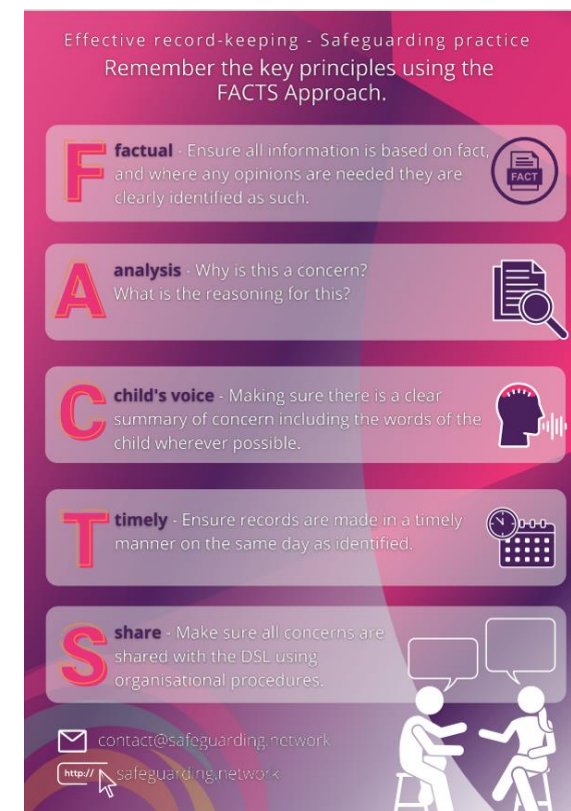 Effective record-keeping - Safeguarding practice
Remember the key principles using the
FACTS Approach.
F
factual - Ensure all information is based on fact,
and where any opinions are needed they are
clearly identified as such.
FACT
A
analysis - Why is this a concern?
What is the reasoning for this?
C
child's voice - Making sure there is a clear
summary of concern including the words of the
child wherever possible.
T
timely - Ensure records are made in a timely
manner on the same day as identified.
S
share - Make sure all concerns are
shared with the DSL using
organisational procedures.
contact@safeguarding.network
http:// safeguarding.network